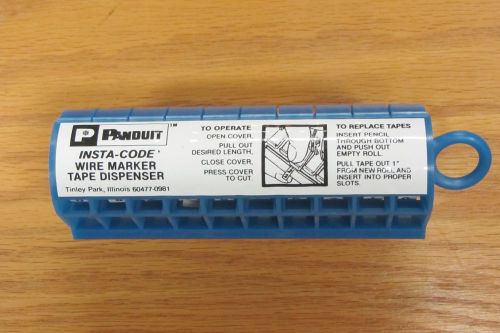 P PANDUIT™
INSTA-CODE
WIRE MARKER
TAPE DISPENSER
Tinley Park, Illinois 60477-0981
TO OPERATE
OPEN COVER,
PULL OUT
DESIRED LENGTH,
CLOSE COVER,
PRESS COVER
TO CUT.
TO REPLACE TAPES
INSERT PENCIL
THROUGH BOTTOM
AND PUSH OUT
EMPTY ROLL.
PULL TAPE OUT 1"
FROM NEW ROLL AND
INSERT INTO PROPER
SLOTS.